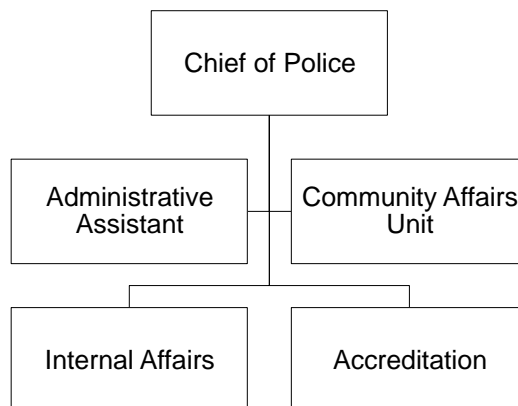 Chief of Police
Administrative
Assistant
Community Affairs
Unit
Internal Affairs
Accreditation